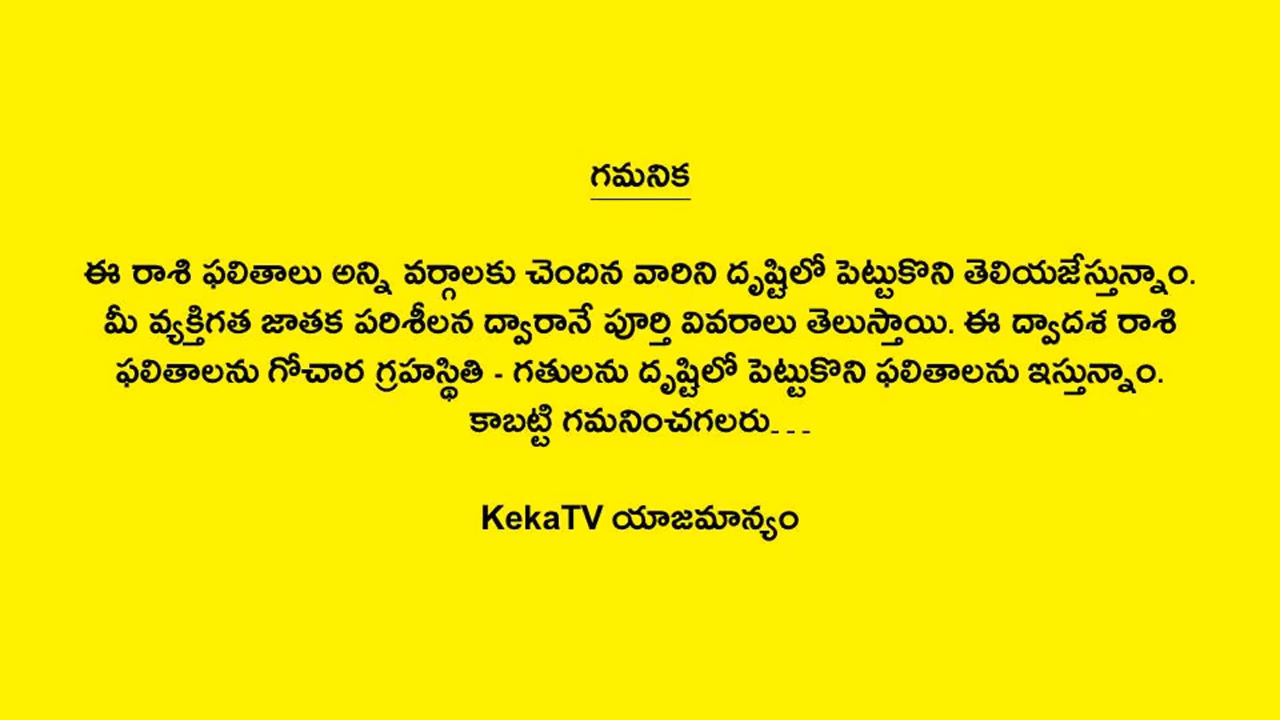 గమనిక
ఈ రాశి ఫలితాలు అన్ని వర్గాలకు చెందిన వారిని దృష్టిలో పెట్టుకొని తెలియజేస్తున్నాం.
మీ వ్యక్తిగత జాతక పరిశీలన ద్వారానే పూర్తి వివరాలు తెలుస్తాయి. ఈ ద్వాదశ రాశి
ఫలితాలను గోచార గ్రహస్థితి - గతులను దృష్టిలో పెట్టుకొని ఫలితాలను ఇస్తున్నాం.
కాబట్టి గమనించగలరు...
KekaTV యాజమాన్యం